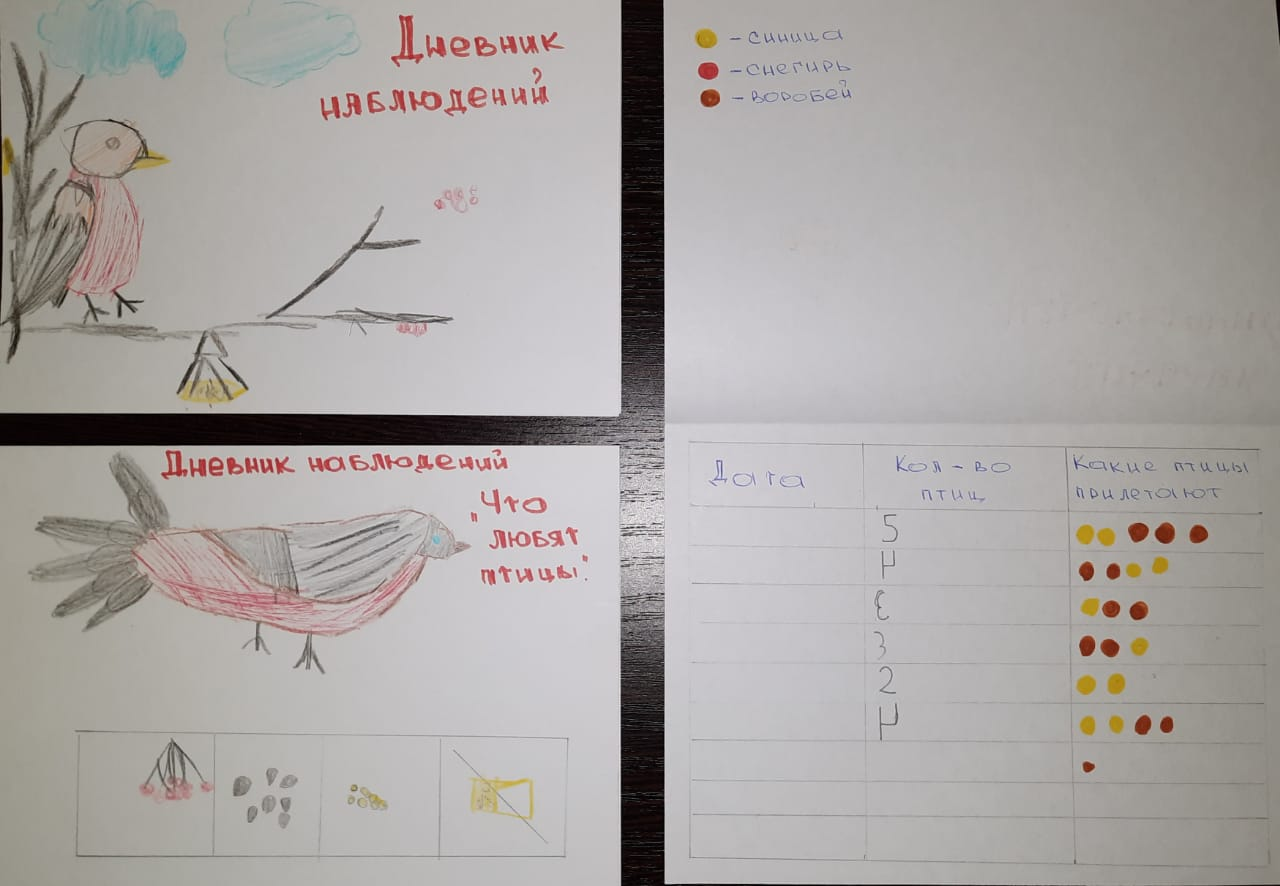 Дневник
наблюдений
- синица
- снегирь
- воробей
Дневник наблюдений
"Что
любят
птицы".
Дата
Кол-во
птиц
Какие птицы
прилетают
5
4
3
3
2
4